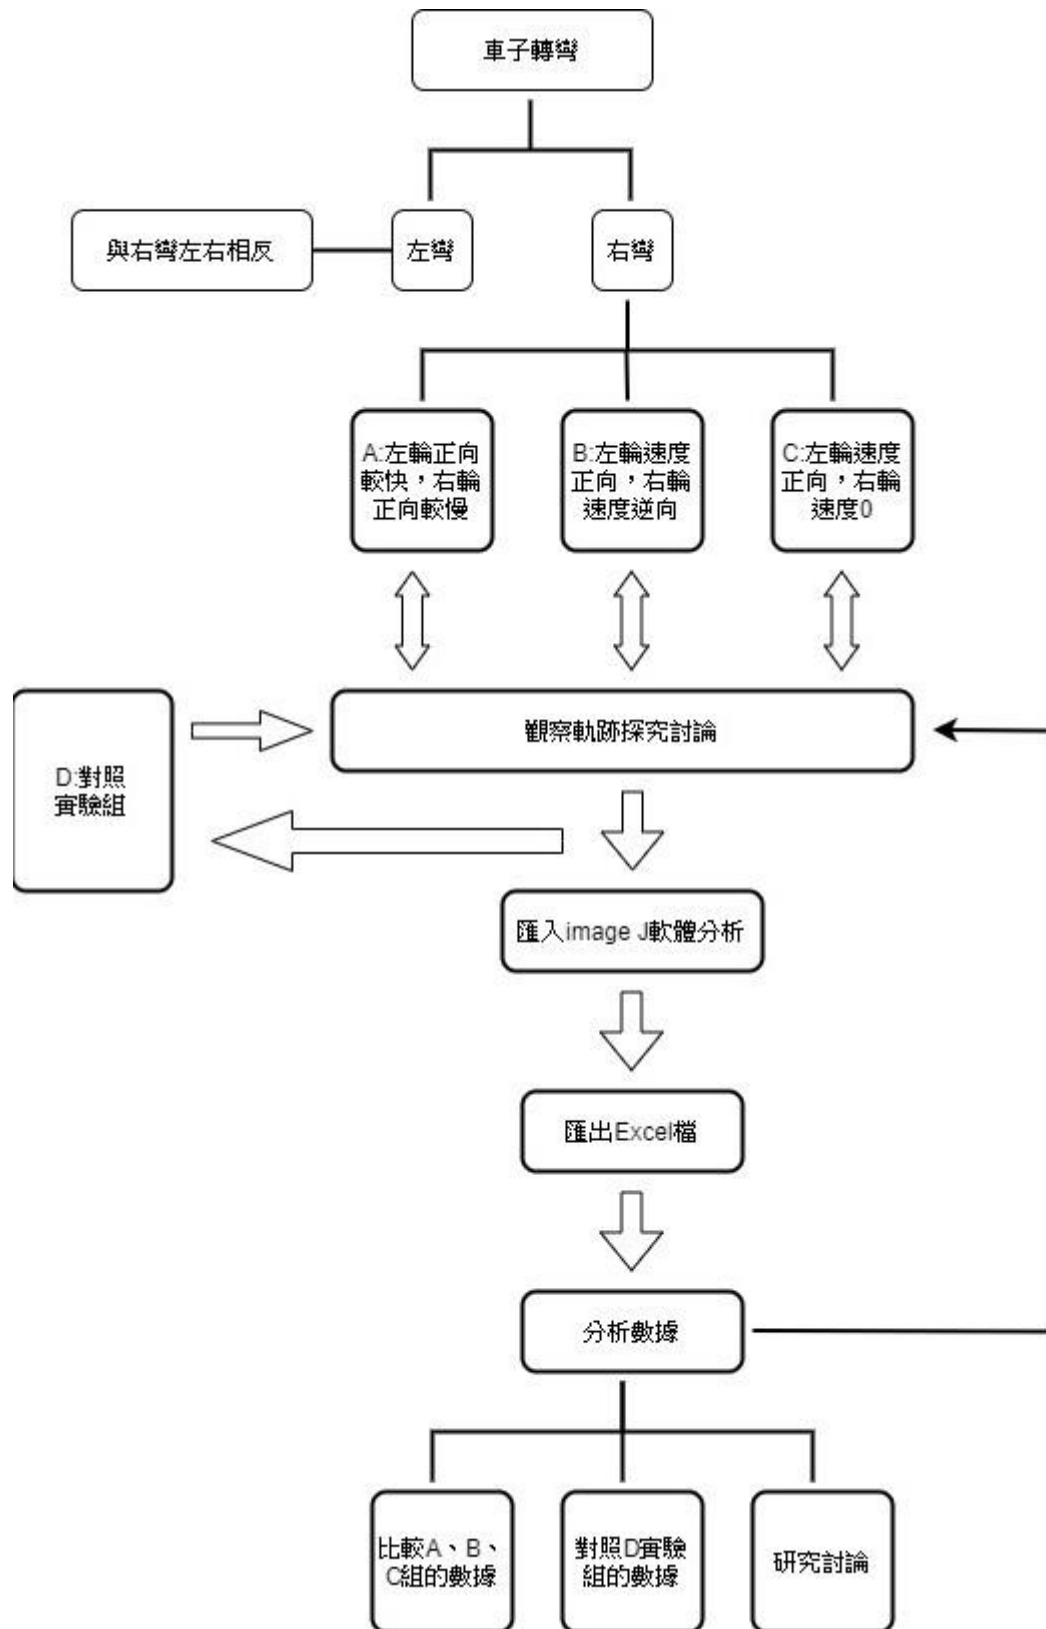 車子轉彎
與右彎左右相反
左彎
右彎
A:左輪正向
較快，右輪
正向較慢
B:左輪速度
正向，右輪
速度逆向
C:左輪速度
正向，右輪
速度0
觀察軌跡探究討論
D:對照
實驗組
匯入image J軟體分析
匯出Excel檔
分析數據
比較A、B、
C組的數據
對照D實驗
組的數據
研究討論